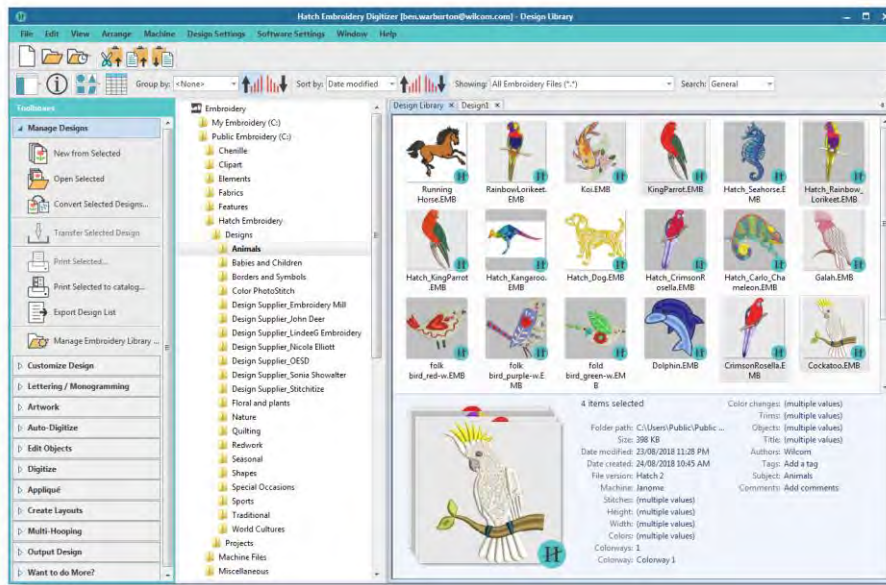 Hatch Embroidery Digitizer [ben.warburton@wilcom.com] - Design Library
File Edit View Arrange Machine Design Settings Software Settings Window Help
Group by: <None> Sort by: Date modified Showing: All Embroidery Files (*.*) Search: General
Toolboxes
Manage Designs
New from Selected
Open Selected
Convert Selected Designs...
Transfer Selected Design
Print Selected...
Print Selected to catalog...
Export Design List
Manage Embroidery Library ...
Customize Design
Lettering / Monogramming
Artwork
Auto-Digitize
Edit Objects
Digitize
Appliqué
Create Layouts
Multi-Hooping
Output Design
Want to do More?
Embroidery
My Embroidery (C:)
Public Embroidery (C:)
Chenille
Clipart
Elements
Fabrics
Features
Hatch Embroidery
Designs
Animals
Babies and Children
Borders and Symbols
Color PhotoStitch
Design Supplier_Embroidery Mill
Design Supplier_John Deer
Design Supplier_LindeeG Embroidery
Design Supplier_Nicole Elliott
Design Supplier_OESD
Design Supplier_Sonia Showalter
Design Supplier_Stitchitize
Floral and plants
Nature
Quilting
Redwork
Seasonal
Shapes
Special Occasions
Sports
Traditional
World Cultures
Projects
Machine Files
Miscellaneous
Design Library Design1
Running
Horse.EMB
RainbowLorikeet.
EMB
Koi.EMB
KingParrot.EMB
Hatch_Seahorse.E
MB
Hatch_Rainbow_
Lorikeet.EMB
Hatch_KingParrot
.EMB
Hatch_Kangaroo.
EMB
Hatch_Dog.EMB
Hatch_CrimsonR
osella.EMB
Hatch_Carlo_Cha
meleon.EMB
Galah.EMB
folk
bird_red-w.EMB
folk
bird_purple-w.E
MB
fold
bird_green-w.EM
B
Dolphin.EMB
CrimsonRosella.E
MB
Cockatoo.EMB
4 items selected
Folder path: C:\Users\Public\Public ...
Size: 398 KB
Date modified: 23/08/2018 11:28 PM
Date created: 24/08/2018 10:45 AM
File version: Hatch 2
Machine: Janome
Stitches: (multiple values)
Height: (multiple values)
Width: (multiple values)
Colors: (multiple values)
Colorways: 1
Colorway: Colorway 1
Color changes: (multiple values)
Trims: (multiple values)
Objects: (multiple values)
Title: (multiple values)
Authors: Wilcom
Tags: Add a tag
Subject: Animals
Comments: Add comments